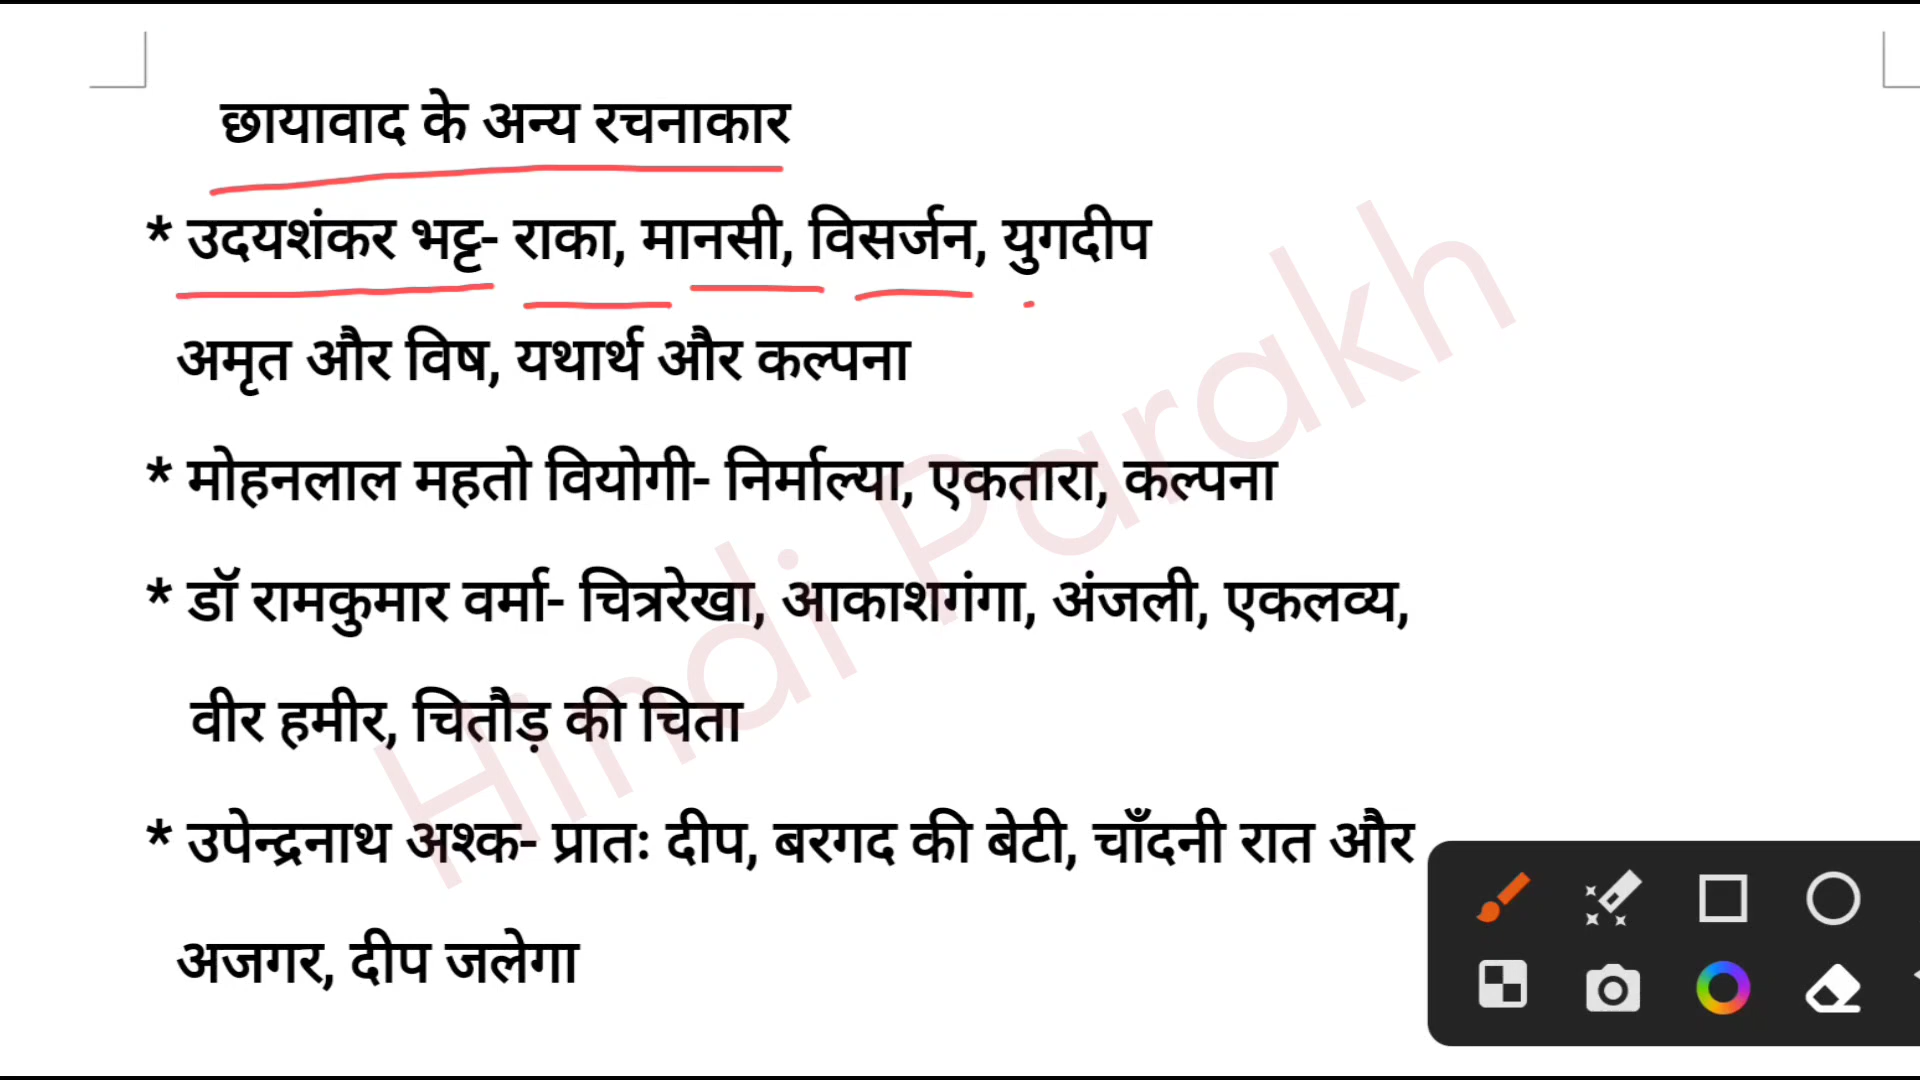 छायावाद के अन्य रचनाकार
* उदयशंकर भट्ट- राका, मानसी, विसर्जन, युगदीप
अमृत और विष, यथार्थ और कल्पना
* मोहनलाल महतो वियोगी- निर्माल्या, एकतारा, कल्पना
* डॉ रामकुमार वर्मा- चित्ररेखा, आकाशगंगा, अंजली, एकलव्य,
वीर हमीर, चितौड़ की चिता
* उपेन्द्रनाथ अश्क- प्रातः दीप, बरगद की बेटी, चाँदनी रात और
अजगर, दीप जलेगा
Hindi Parakh